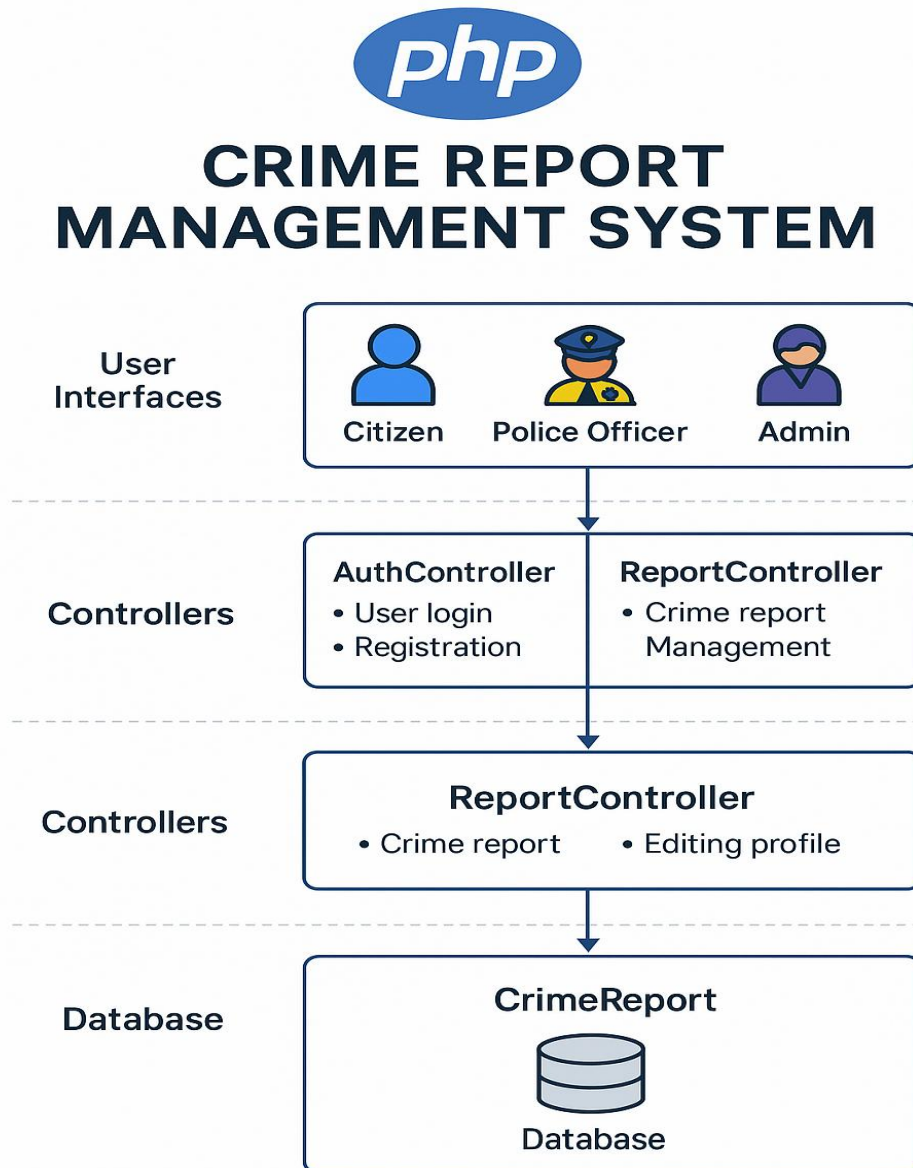 php
CRIME REPORT
MANAGEMENT SYSTEM
User
Interfaces
Citizen
Police Officer
Admin
Controllers
AuthController
• User login
• Registration
ReportController
• Crime report
Management
Controllers
ReportController
• Crime report
• Editing profile
Database
CrimeReport
Database